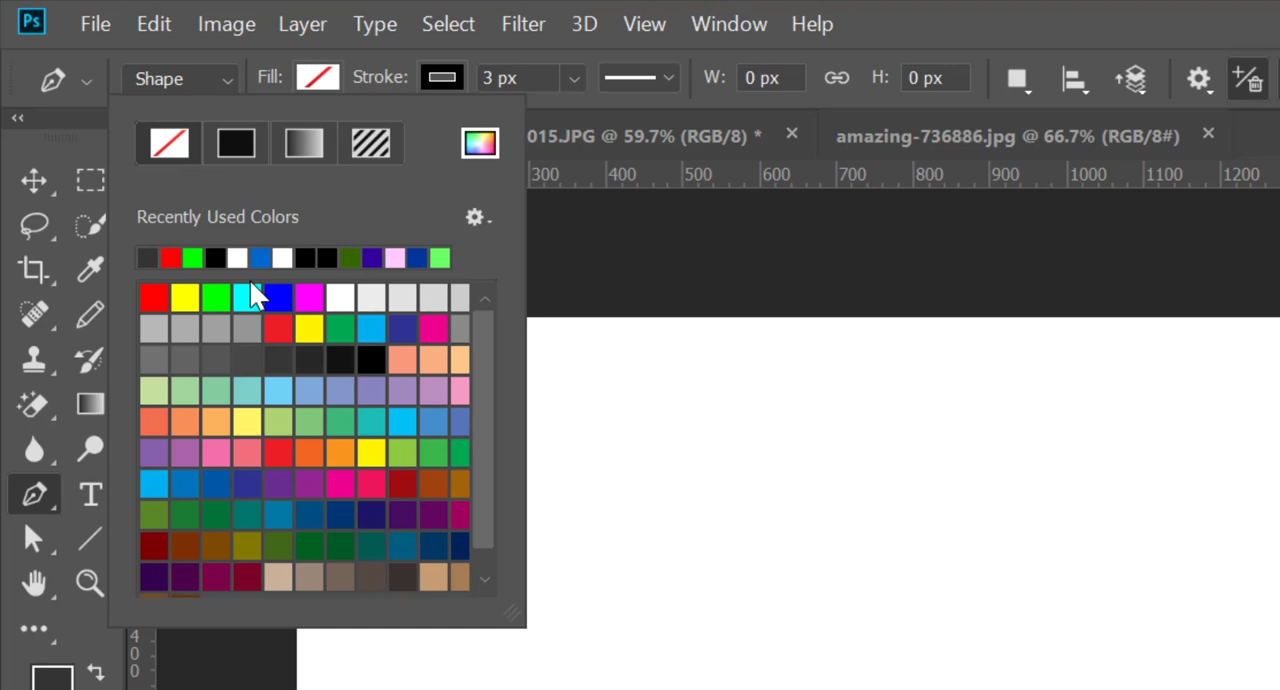 Ps File Edit Image Layer Type Select Filter 3D View Window Help
Shape Fill: Stroke: 3 px W: 0 px H: 0 px
015.JPG @ 59.7% (RGB/8) * × amazing-736886.jpg @ 66.7% (RGB/8#) ×
300 400 500 600 700 800 900 1000 1100 1200
Recently Used Colors
T
4
0
0